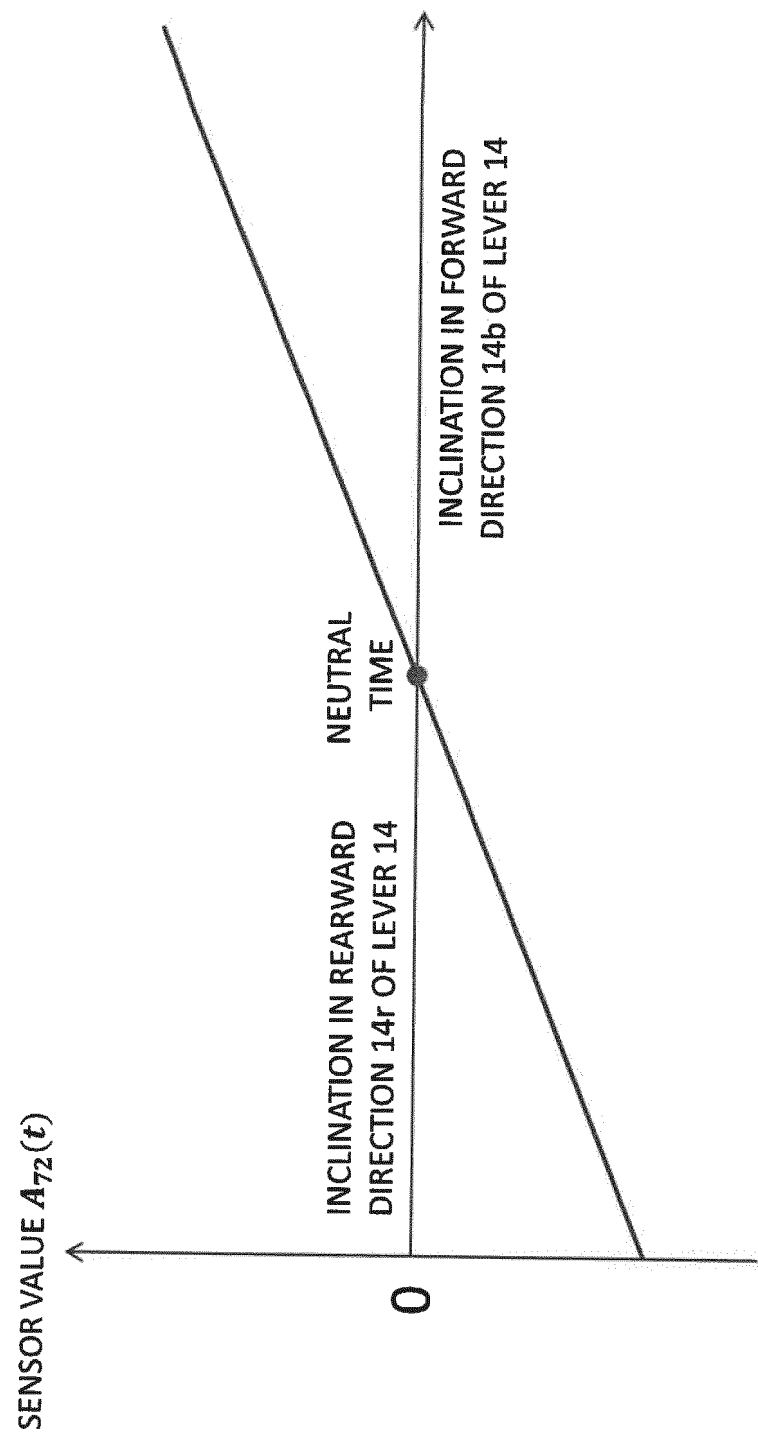 SENSOR VALUE A₇₂(t)
INCLINATION IN REARWARD
DIRECTION 14r OF LEVER 14
NEUTRAL
TIME
0
INCLINATION IN FORWARD
DIRECTION 14b OF LEVER 14